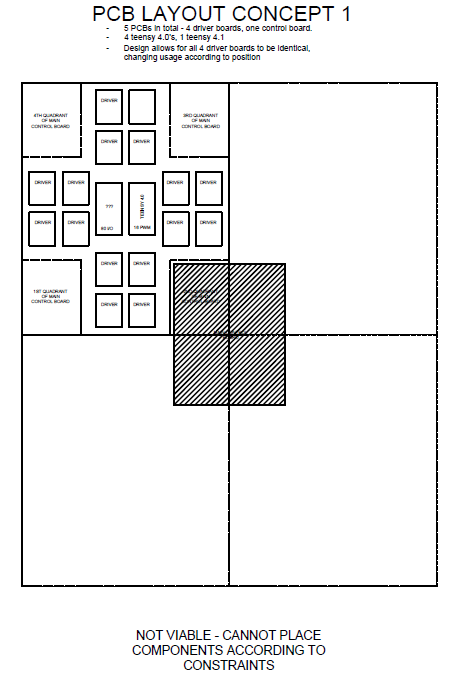 PCB LAYOUT CONCEPT 1
- 5 PCBs in total - 4 driver boards, one control board.
- 4 teensy 4.0's, 1 teensy 4.1
- Design allows for all 4 driver boards to be identical,
changing usage according to position
4TH QUADRANT
OF MAIN
CONTROL BOARD
DRIVER
3RD QUADRANT
OF MAIN
CONTROL BOARD
DRIVER
DRIVER
DRIVER
DRIVER
DRIVER
DRIVER
???
60 I/O
TEENSY 4.0
16 PWM
DRIVER
DRIVER
DRIVER
DRIVER
DRIVER
DRIVER
1ST QUADRANT
OF MAIN
CONTROL BOARD
DRIVER
DRIVER
NOT VIABLE - CANNOT PLACE
COMPONENTS ACCORDING TO
CONSTRAINTS